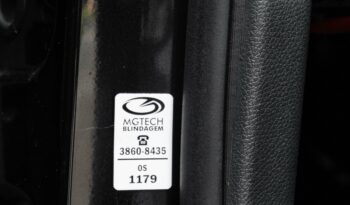 MGTECH
BLINDAGEM
☎
3860-8435
OS
1179